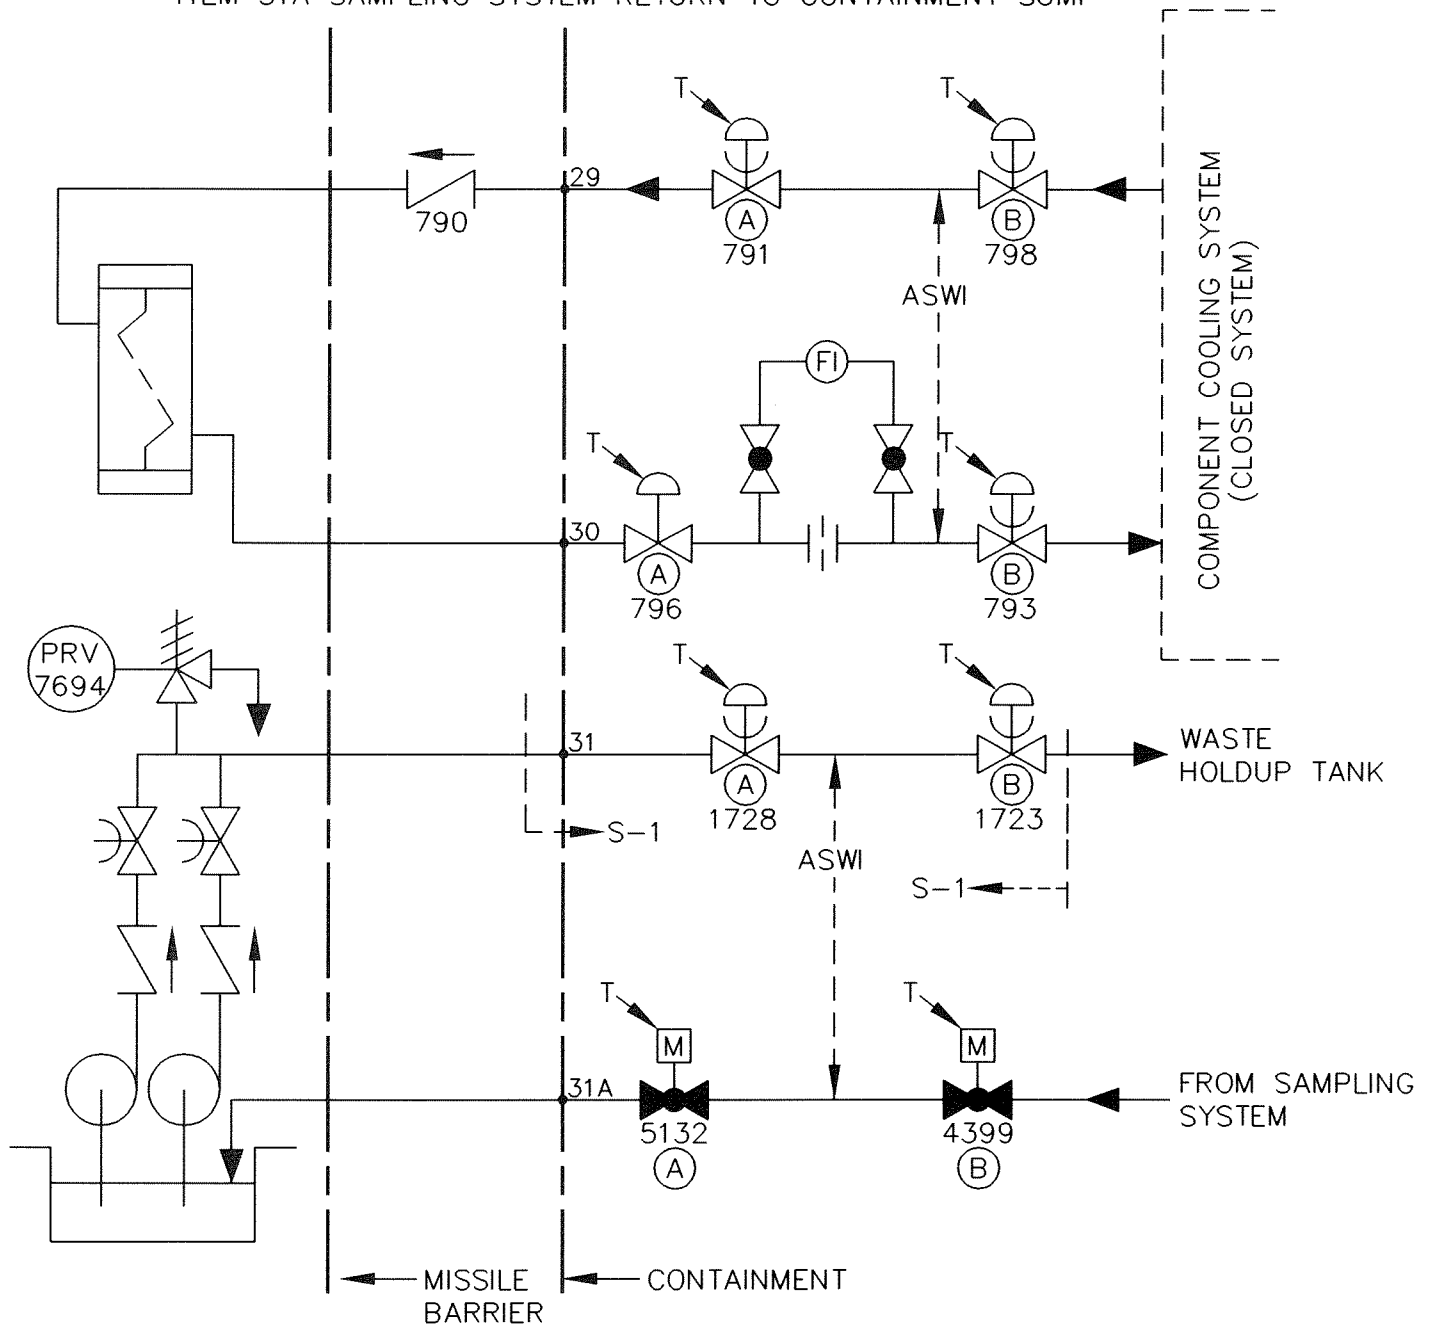 ITEM 31A SAMPLING SYSTEM RETURN TO CONTAINMENT SUMP
T
T
29
790
A
791
B
798
ASWI
COMPONENT COOLING SYSTEM
(CLOSED SYSTEM)
FI
T
T
30
A
796
B
793
PRV
7694
T
T
31
A
1728
B
1723
WASTE
HOLDUP TANK
S-1
ASWI
S-1
T
T
M
M
31A
5132
A
4399
B
FROM SAMPLING
SYSTEM
MISSILE
BARRIER
CONTAINMENT